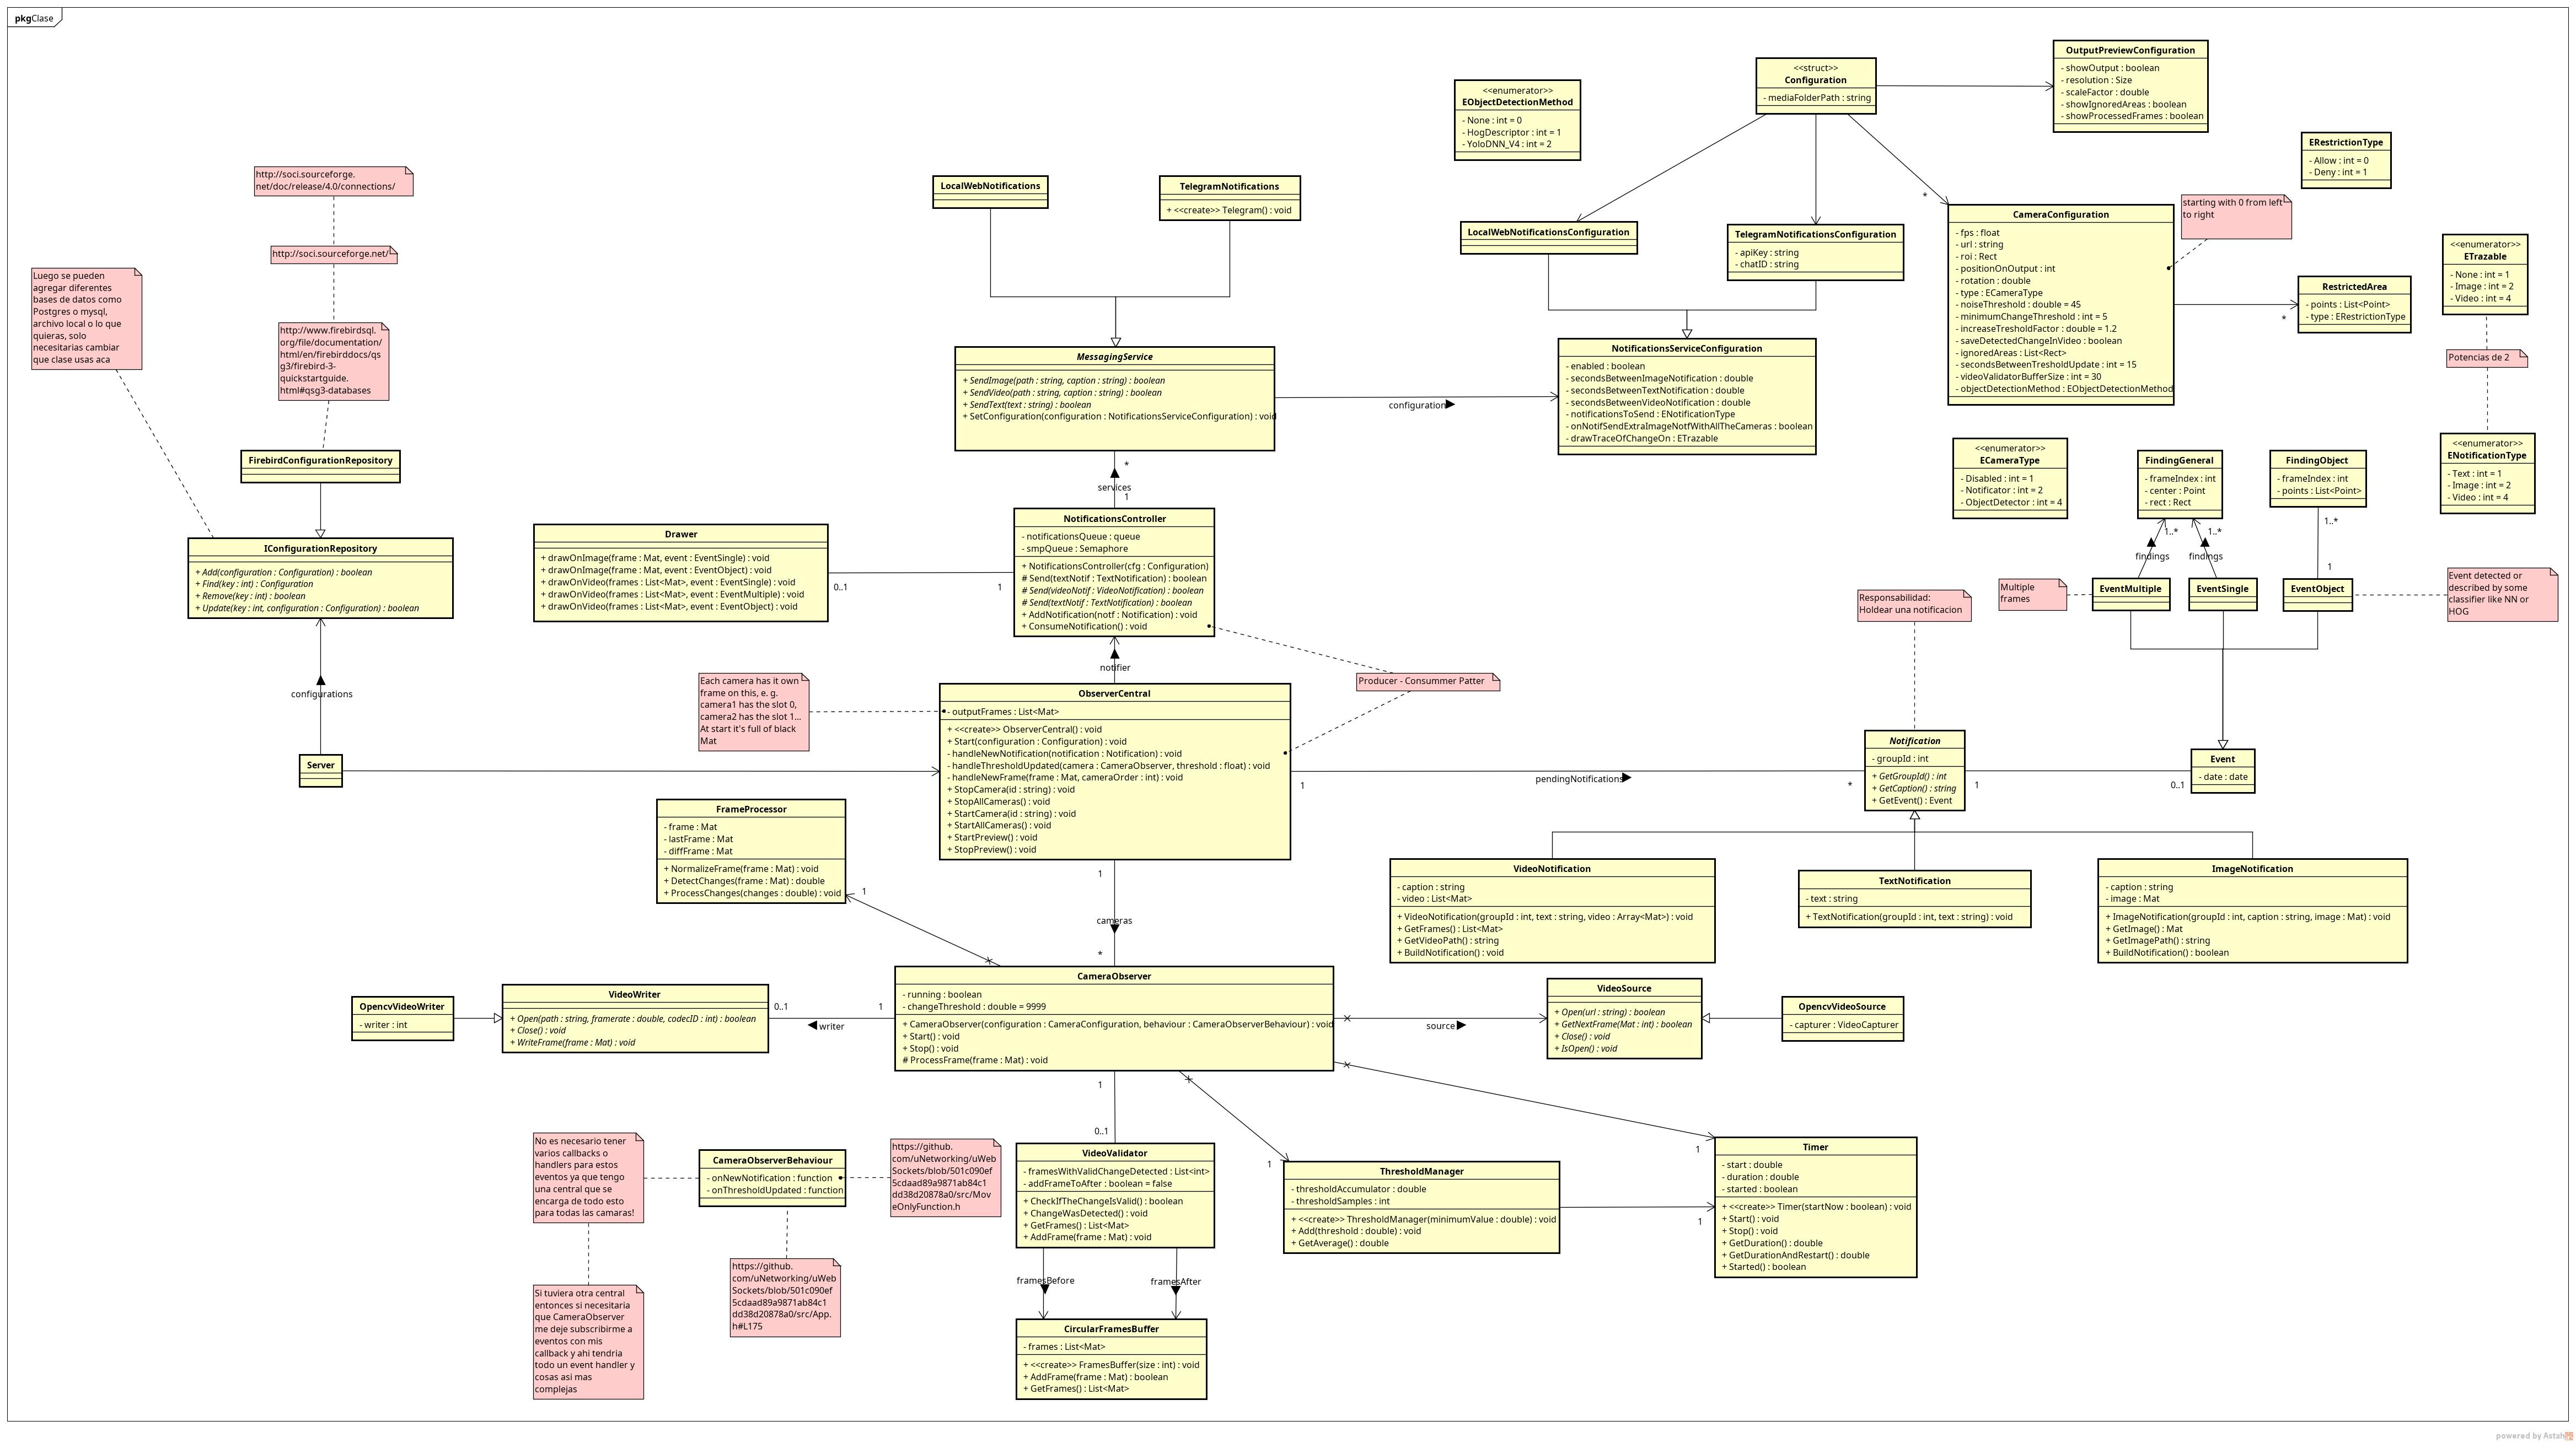 pkgClase
OutputPreviewConfiguration
- showOutput : boolean
- resolution : Size
- scaleFactor : double
- showIgnoredAreas : boolean
- showProcessedFrames : boolean
<<struct>>
Configuration
- mediaFolderPath : string
<<enumerator>>
EObjectDetectionMethod
- None : int = 0
- HogDescriptor : int = 1
- YoloDNN_V4 : int = 2
ERestrictionType
- Allow : int = 0
- Deny : int = 1
http://soci.sourceforge.
net/doc/release/4.0/connections/
LocalWebNotifications
TelegramNotifications
+ <<create>> Telegram() : void
*
starting with 0 from left
to right
CameraConfiguration
- fps : float
- url : string
- roi : Rect
- positionOnOutput : int
- rotation : double
- type : ECameraType
- noiseThreshold : double = 45
- minimumChangeThreshold : int = 5
- increaseTresholdFactor : double = 1.2
- saveDetectedChangeInVideo : boolean
- ignoredAreas : List<Rect>
- secondsBetweenTresholdUpdate : int = 15
- videoValidatorBufferSize : int = 30
- objectDetectionMethod : EObjectDetectionMethod
LocalWebNotificationsConfiguration
TelegramNotificationsConfiguration
- apiKey : string
- chatID : string
<<enumerator>>
ETrazable
- None : int = 1
- Image : int = 2
- Video : int = 4
http://soci.sourceforge.net/
Luego se pueden
agregar diferentes
bases de datos como
Postgres o mysql,
archivo local o lo que
quieras, solo
necesitarias cambiar
que clase usas aca
RestrictedArea
- points : List<Point>
- type : ERestrictionType
*
http://www.firebirdsql.
org/file/documentation/
html/en/firebirddocs/qs
g3/firebird-3-
quickstartguide.
html#qsg3-databases
MessagingService
+ SendImage(path : string, caption : string) : boolean
+ SendVideo(path : string, caption : string) : boolean
+ SendText(text : string) : boolean
+ SetConfiguration(configuration : NotificationsServiceConfiguration) : void
configuration
NotificationsServiceConfiguration
- enabled : boolean
- secondsBetweenImageNotification : double
- secondsBetweenTextNotification : double
- secondsBetweenVideoNotification : double
- notificationsToSend : ENotificationType
- onNotifSendExtraImageNotfWithAllTheCameras : boolean
- drawTraceOfChangeOn : ETrazable
Potencias de 2
<<enumerator>>
ENotificationType
- Text : int = 1
- Image : int = 2
- Video : int = 4
<<enumerator>>
ECameraType
- Disabled : int = 1
- Notificator : int = 2
- ObjectDetector : int = 4
FindingGeneral
- frameIndex : int
- center : Point
- rect : Rect
FindingObject
- frameIndex : int
- points : List<Point>
FirebirdConfigurationRepository
*
services
1
1..*
1..*
1..*
findings
findings
1
IConfigurationRepository
+ Add(configuration : Configuration) : boolean
+ Find(key : int) : Configuration
+ Remove(key : int) : boolean
+ Update(key : int, configuration : Configuration) : boolean
Drawer
+ drawOnImage(frame : Mat, event : EventSingle) : void
+ drawOnImage(frame : Mat, event : EventObject) : void
+ drawOnVideo(frames : List<Mat>, event : EventSingle) : void
+ drawOnVideo(frames : List<Mat>, event : EventMultiple) : void
+ drawOnVideo(frames : List<Mat>, event : EventObject) : void
0..1
1
NotificationsController
- notificationsQueue : queue
- smpQueue : Semaphore
+ NotificationsController(cfg : Configuration)
# Send(textNotif : TextNotification) : boolean
# Send(videoNotif : VideoNotification) : boolean
# Send(textNotif : TextNotification) : boolean
+ AddNotification(notf : Notification) : void
+ ConsumeNotification() : void
Responsabilidad:
Holdear una notificacion
Multiple
frames
EventMultiple
EventSingle
EventObject
Event detected or
described by some
classifier like NN or
HOG
configurations
notifier
Each camera has it own
frame on this, e. g.
camera1 has the slot 0,
camera2 has the slot 1...
At start it's full of black
Mat
Producer - Consummer Patter
ObserverCentral
- outputFrames : List<Mat>
+ <<create>> ObserverCentral() : void
+ Start(configuration : Configuration) : void
- handleNewNotification(notification : Notification) : void
- handleThresholdUpdated(camera : CameraObserver, threshold : float) : void
- handleNewFrame(frame : Mat, cameraOrder : int) : void
+ StopCamera(id : string) : void
+ StopAllCameras() : void
+ StartCamera(id : string) : void
+ StartAllCameras() : void
+ StartPreview() : void
+ StopPreview() : void
Server
1
pendingNotifications
*
Notification
- groupId : int
+ GetGroupId() : int
+ GetCaption() : string
+ GetEvent() : Event
1
0..1
Event
- date : date
FrameProcessor
- frame : Mat
- lastFrame : Mat
- diffFrame : Mat
+ NormalizeFrame(frame : Mat) : void
+ DetectChanges(frame : Mat) : double
+ ProcessChanges(changes : double) : void
1
1
cameras
*
VideoNotification
- caption : string
- video : List<Mat>
+ VideoNotification(groupId : int, text : string, video : Array<Mat>) : void
+ GetFrames() : List<Mat>
+ GetVideoPath() : string
+ BuildNotification() : void
TextNotification
- text : string
+ TextNotification(groupId : int, text : string) : void
ImageNotification
- caption : string
- image : Mat
+ ImageNotification(groupId : int, caption : string, image : Mat) : void
+ GetImage() : Mat
+ GetImagePath() : string
+ BuildNotification() : boolean
OpencvVideoWriter
- writer : int
VideoWriter
+ Open(path : string, framerate : double, codecID : int) : boolean
+ Close() : void
+ WriteFrame(frame : Mat) : void
0..1
1
writer
CameraObserver
- running : boolean
- changeThreshold : double = 9999
+ CameraObserver(configuration : CameraConfiguration, behaviour : CameraObserverBehaviour) : void
+ Start() : void
+ Stop() : void
# ProcessFrame(frame : Mat) : void
source
VideoSource
+ Open(url : string) : boolean
+ GetNextFrame(Mat : int) : boolean
+ Close() : void
+ IsOpen() : void
OpencvVideoSource
- capturer : VideoCapturer
1
0..1
1
1
No es necesario tener
varios callbacks o
handlers para estos
eventos ya que tengo
una central que se
encarga de todo esto
para todas las camaras!
CameraObserverBehaviour
- onNewNotification : function
- onThresholdUpdated : function
https://github.
com/uNetworking/uWeb
Sockets/blob/501c090ef
5cdaad89a9871ab84c1
dd38d20878a0/src/Mov
eOnlyFunction.h
VideoValidator
- framesWithValidChangeDetected : List<int>
- addFrameToAfter : boolean = false
+ CheckIfTheChangeIsValid() : boolean
+ ChangeWasDetected() : void
+ GetFrames() : List<Mat>
+ AddFrame(frame : Mat) : void
ThresholdManager
- thresholdAccumulator : double
- thresholdSamples : int
+ <<create>> ThresholdManager(minimumValue : double) : void
+ Add(threshold : double) : void
+ GetAverage() : double
1
Timer
- start : double
- duration : double
- started : boolean
+ <<create>> Timer(startNow : boolean) : void
+ Start() : void
+ Stop() : void
+ GetDuration() : double
+ GetDurationAndRestart() : double
+ Started() : boolean
https://github.
com/uNetworking/uWeb
Sockets/blob/501c090ef
5cdaad89a9871ab84c1
dd38d20878a0/src/App.
h#L175
framesBefore
framesAfter
Si tuviera otra central
entonces si necesitaria
que CameraObserver
me deje subscribirme a
eventos con mis
callback y ahi tendria
todo un event handler y
cosas asi mas
complejas
CircularFramesBuffer
- frames : List<Mat>
+ <<create>> FramesBuffer(size : int) : void
+ AddFrame(frame : Mat) : boolean
+ GetFrames() : List<Mat>
powered by Astah